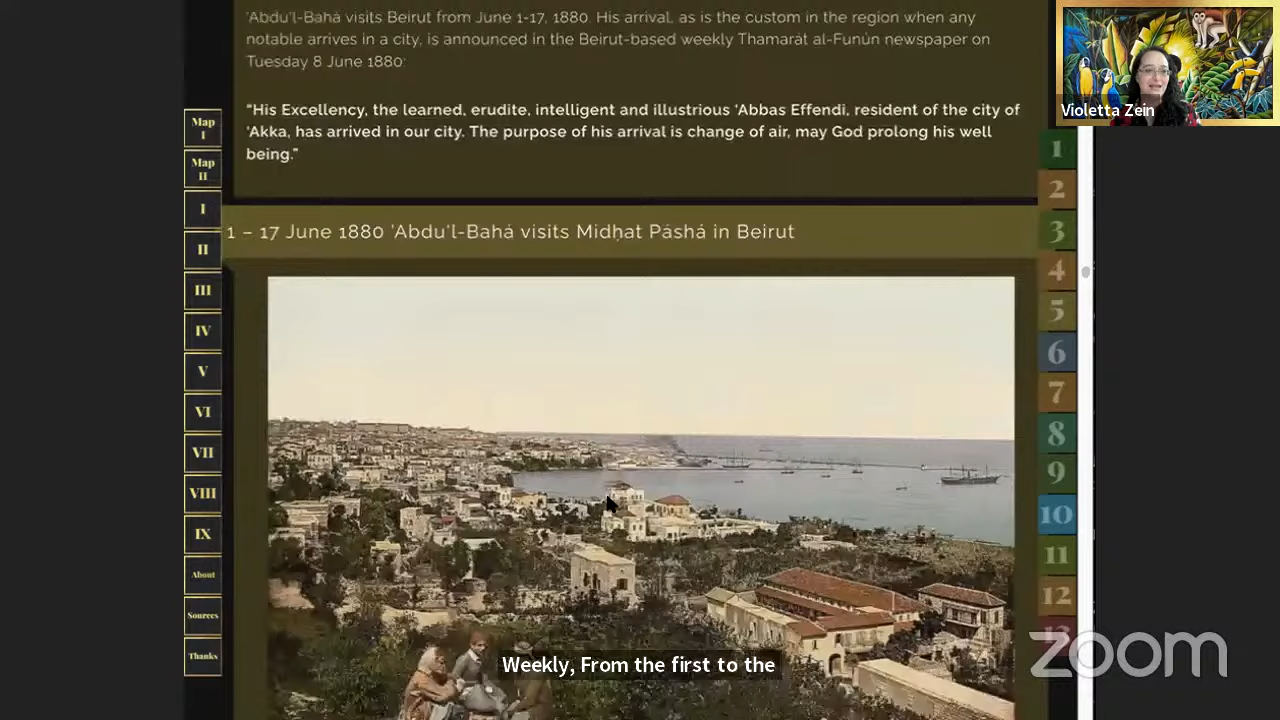 'Abdu'l-Bahá visits Beirut from June 1-17, 1880. His arrival, as is the custom in the region when any
notable arrives in a city, is announced in the Beirut-based weekly Thamarát al-Funún newspaper on
Tuesday 8 June 1880:
"His Excellency, the learned, erudite, intelligent and illustrious 'Abbas Effendi, resident of the city of
'Akka, has arrived in our city. The purpose of his arrival is change of air, may God prolong his well
being."
1 – 17 June 1880 'Abdu'l-Bahá visits Midḥat Páshá in Beirut
Map
I
Map
II
I
II
III
IV
V
VI
VII
VIII
IX
About
Sources
Thanks
Violetta Zein
1
2
3
4
5
6
7
8
9
10
11
12
zoom
Weekly, From the first to the